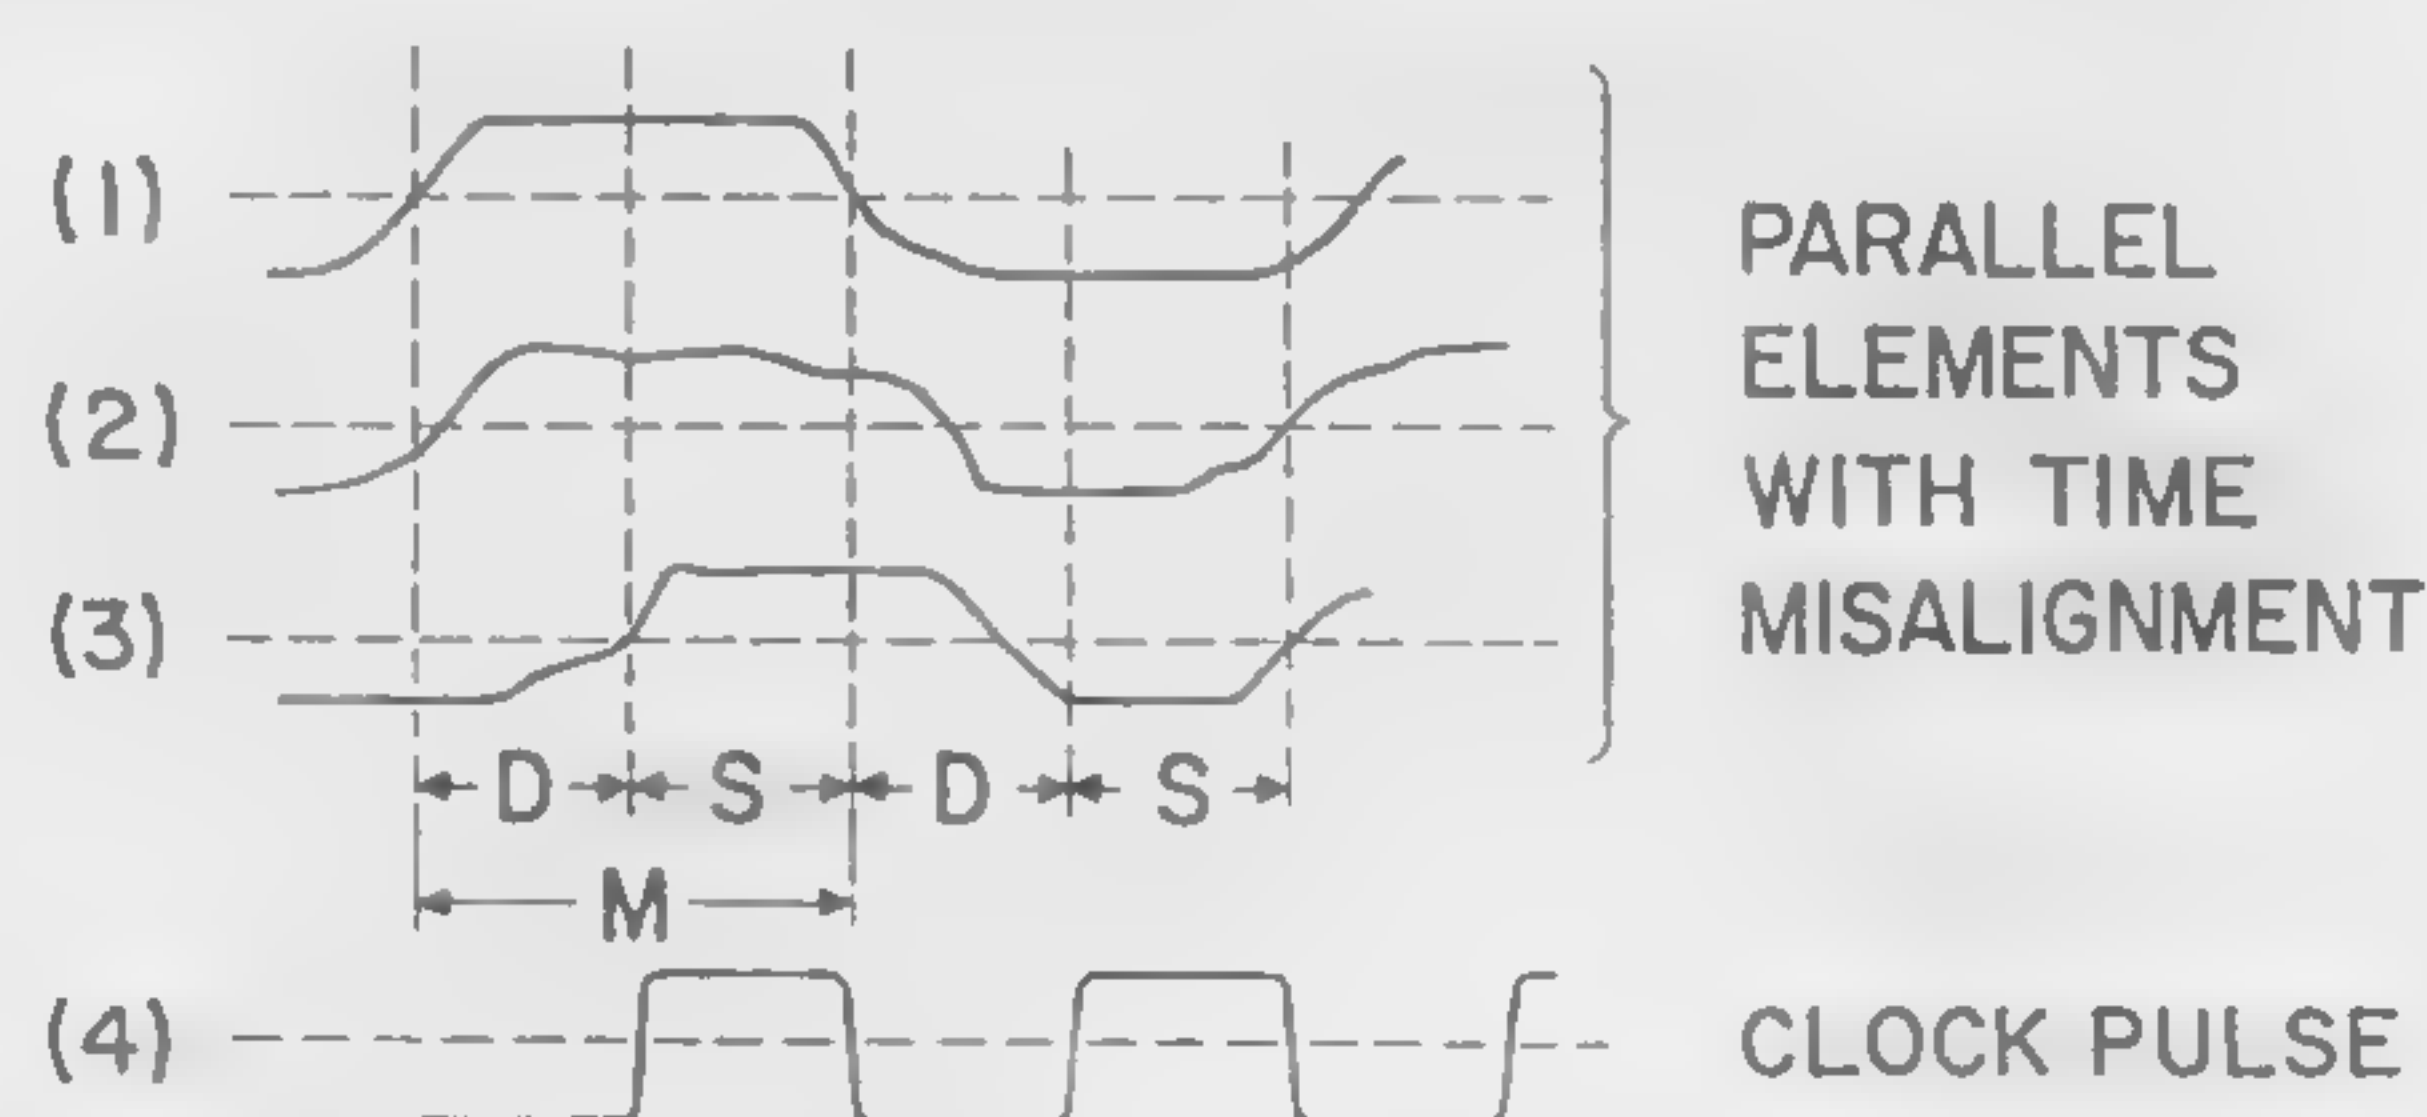 (1)
PARALLEL
ELEMENTS
(2)
WITH TIME
(3)
MISALIGNMENT
D S D S
M
(4) CLOCK PULSE